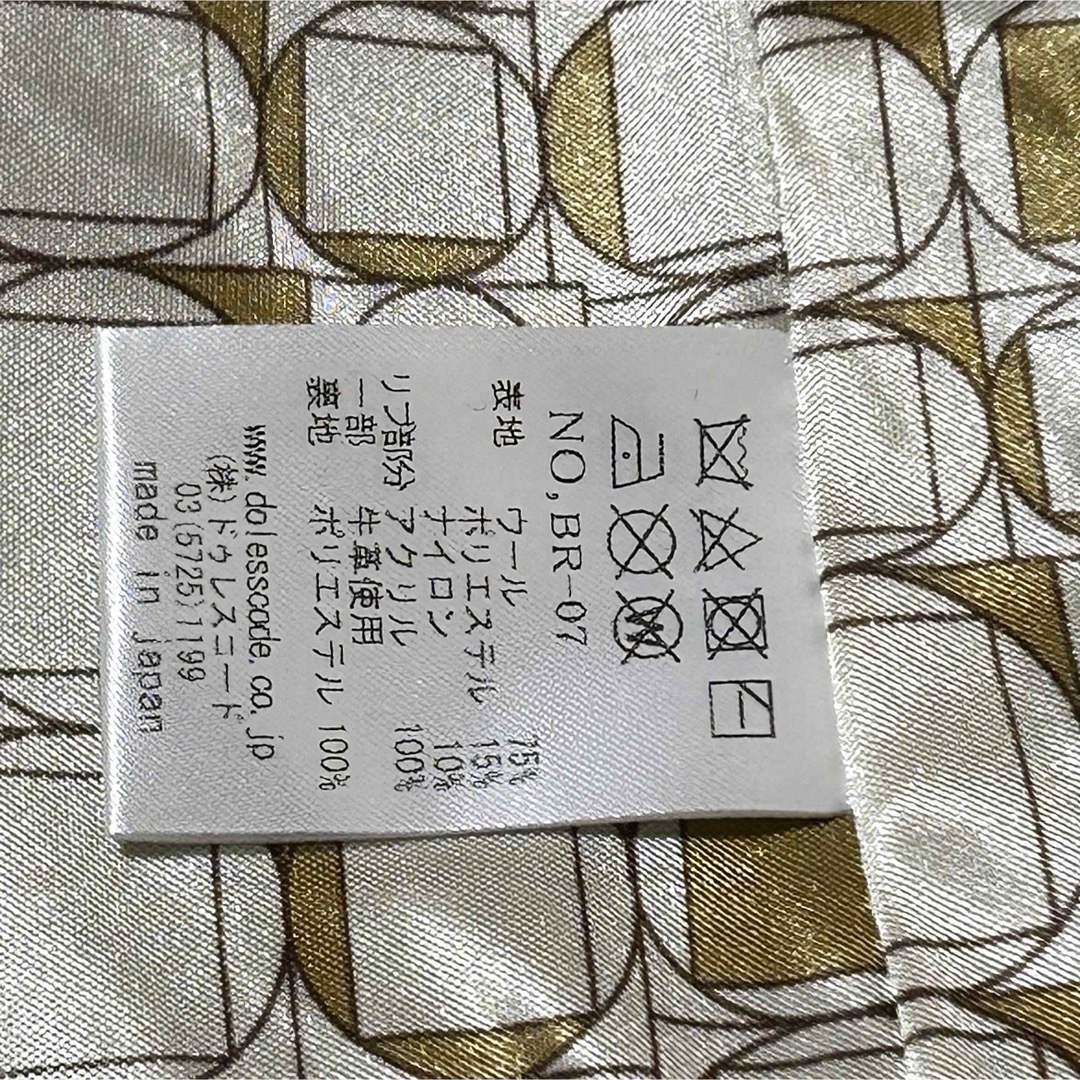 NO,BR-07
表地 ウール 75%
ポリエステル 15%
ナイロン 10%
リブ部分 アクリル 100%
一部 牛革使用
裏地 ポリエステル 100%
www.dolesscode.co.jp
(株)ドゥレスコード
03(5725)1199
made in japan